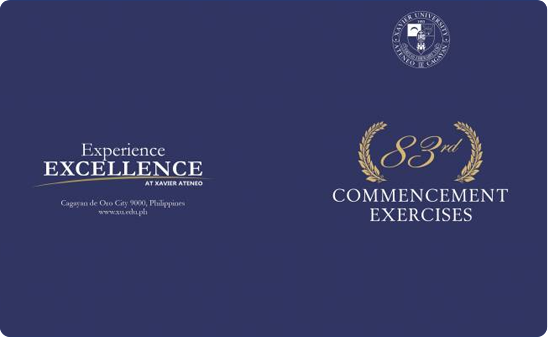 Experience
EXCELLENCE
AT XAVIER ATENEO
Cagayan de Oro City 9000, Philippines
www.xu.edu.ph
XAVIER UNIVERSITY
ATENEO DE CAGAYAN
83rd
COMMENCEMENT
EXERCISES